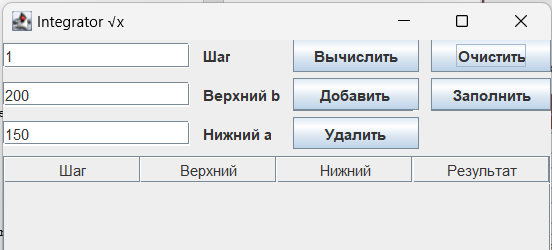 Integrator √x
1 Шаг Вычислить Очистить
200 Верхний b Добавить Заполнить
150 Нижний a Удалить
Шаг Верхний Нижний Результат